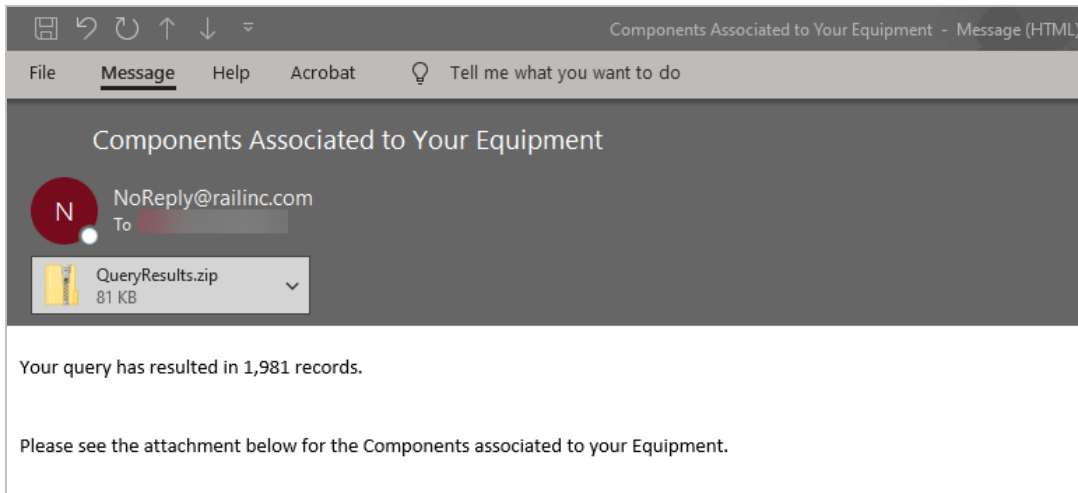 Components Associated to Your Equipment - Message (HTML)
File Message Help Acrobat Tell me what you want to do
Components Associated to Your Equipment
N
NoReply@railinc.com
To
QueryResults.zip
81 KB
Your query has resulted in 1,981 records.
Please see the attachment below for the Components associated to your Equipment.